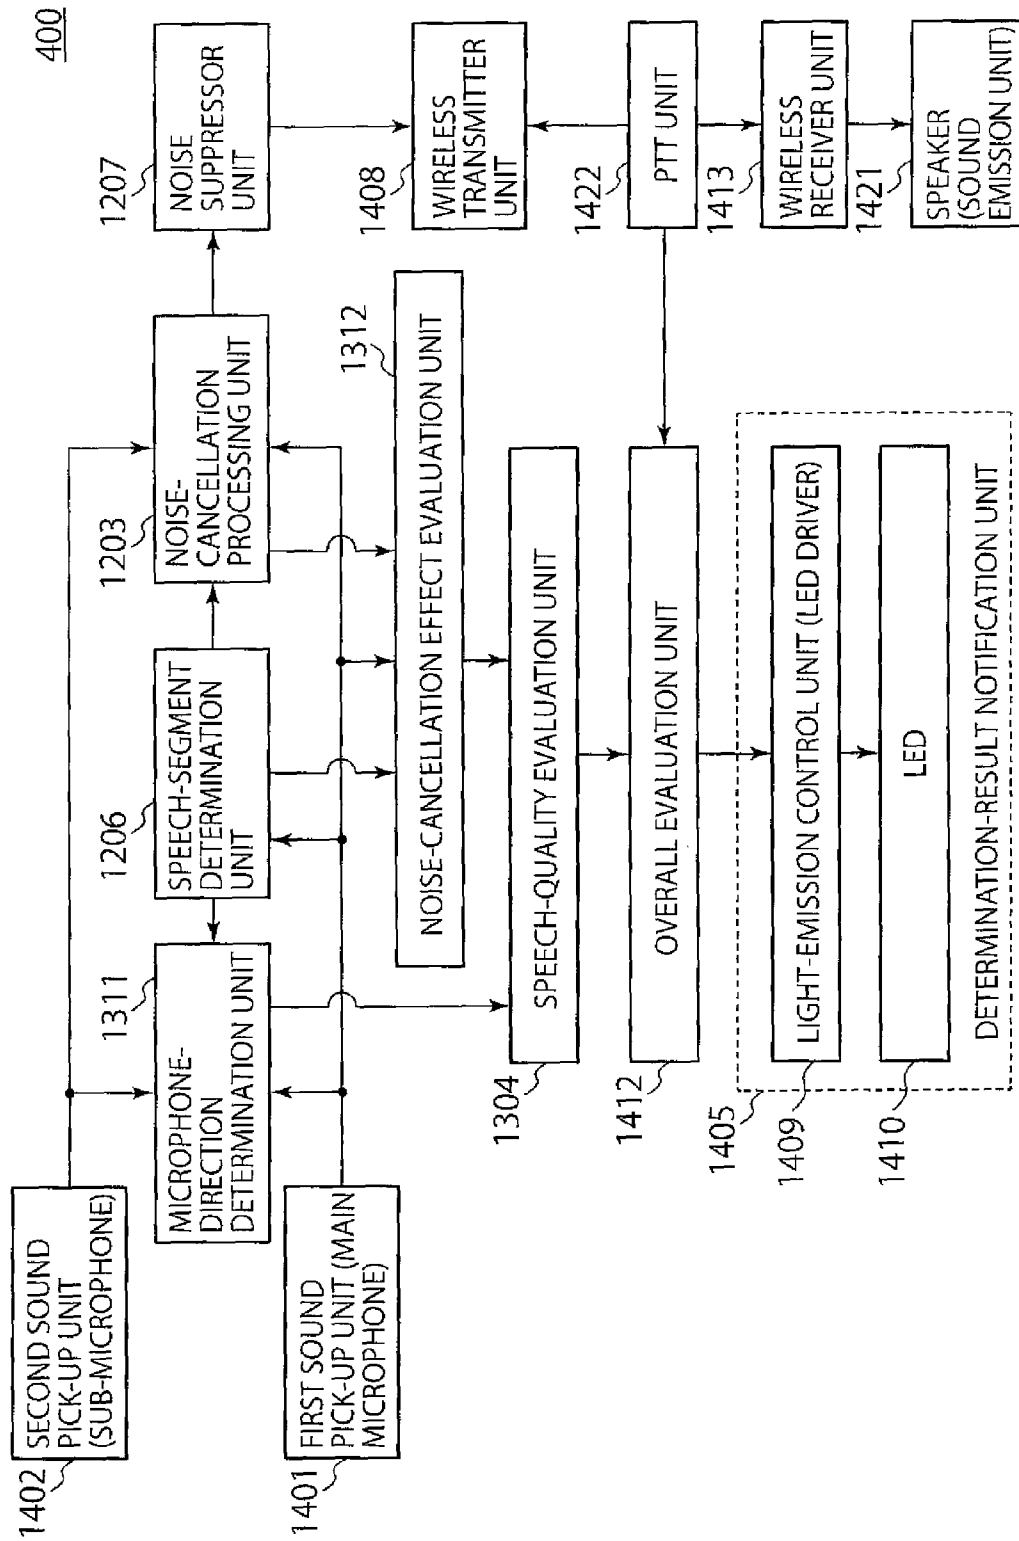 400
1402
SECOND SOUND
PICK-UP UNIT
(SUB-MICROPHONE)
1311
MICROPHONE-
DIRECTION
DETERMINATION UNIT
1206
SPEECH-SEGMENT
DETERMINATION
UNIT
1203
NOISE-
CANCELLATION
PROCESSING UNIT
1207
NOISE
SUPPRESSOR
UNIT
1401
FIRST SOUND
PICK-UP UNIT (MAIN
MICROPHONE)
1312
NOISE-CANCELLATION EFFECT EVALUATION UNIT
1408
WIRELESS
TRANSMITTER
UNIT
1304
SPEECH-QUALITY EVALUATION UNIT
1422
PTT UNIT
1412
OVERALL EVALUATION UNIT
1413
WIRELESS
RECEIVER UNIT
1405
1409
LIGHT-EMISSION CONTROL UNIT (LED DRIVER)
1421
SPEAKER
(SOUND
EMISSION UNIT)
1410
LED
DETERMINATION-RESULT NOTIFICATION UNIT